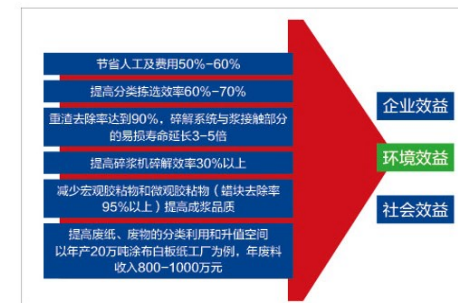 节省人工及费用50%-60%
提高分类拣选效率60%-70%
重渣去除率达到90%，碎解系统与浆接触部分
的易损寿命延长3-5倍
提高碎浆机碎解效率30%以上
减少宏观胶粘物和微观胶粘物（蜡块去除率
95%以上）提高成浆品质
提高废纸、废物的分类利用和升值空间
以年产20万吨涂布白板纸工厂为例，年废料
收入800-1000万元
企业效益
环境效益
社会效益